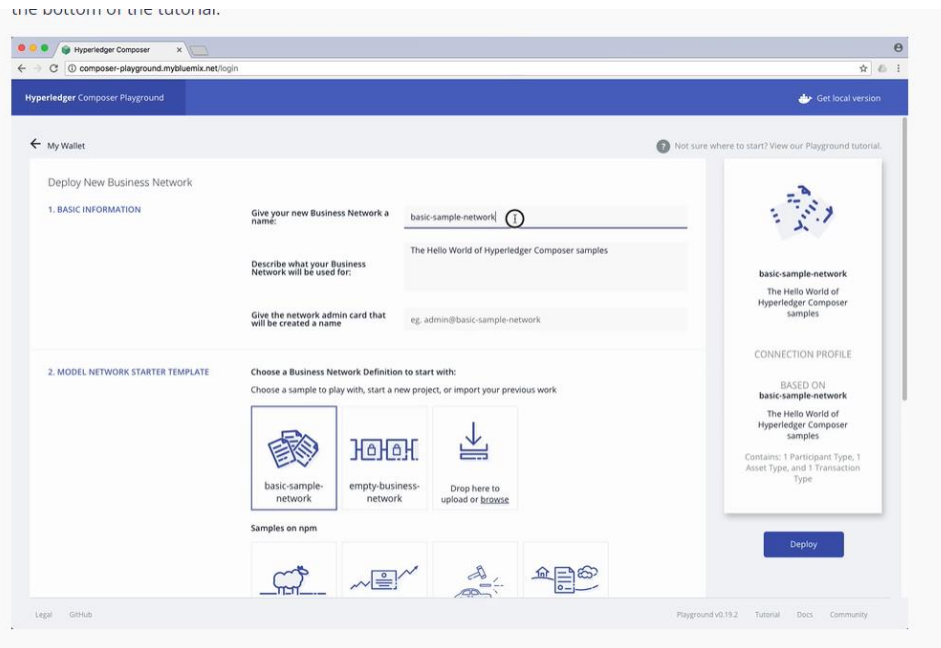 the bottom of the tutorial.
Hyperledger Composer
composer-playground.mybluemix.net/login
Hyperledger Composer Playground
Get local version
My Wallet
Not sure where to start? View our Playground tutorial.
Deploy New Business Network
1. BASIC INFORMATION
Give your new Business Network a
name:
basic-sample-network
Describe what your Business
Network will be used for:
The Hello World of Hyperledger Composer samples
Give the network admin card that
will be created a name
eg. admin@basic-sample-network
2. MODEL NETWORK STARTER TEMPLATE
Choose a Business Network Definition to start with:
Choose a sample to play with, start a new project, or import your previous work
basic-sample-
network
empty-business-
network
Drop here to
upload or browse
Samples on npm
basic-sample-network
The Hello World of
Hyperledger Composer
samples
CONNECTION PROFILE
BASED ON
basic-sample-network
The Hello World of
Hyperledger Composer
samples
Contains: 1 Participant Type, 1
Asset Type, and 1 Transaction
Type
Deploy
Legal
GitHub
Playground v0.19.2
Tutorial
Docs
Community